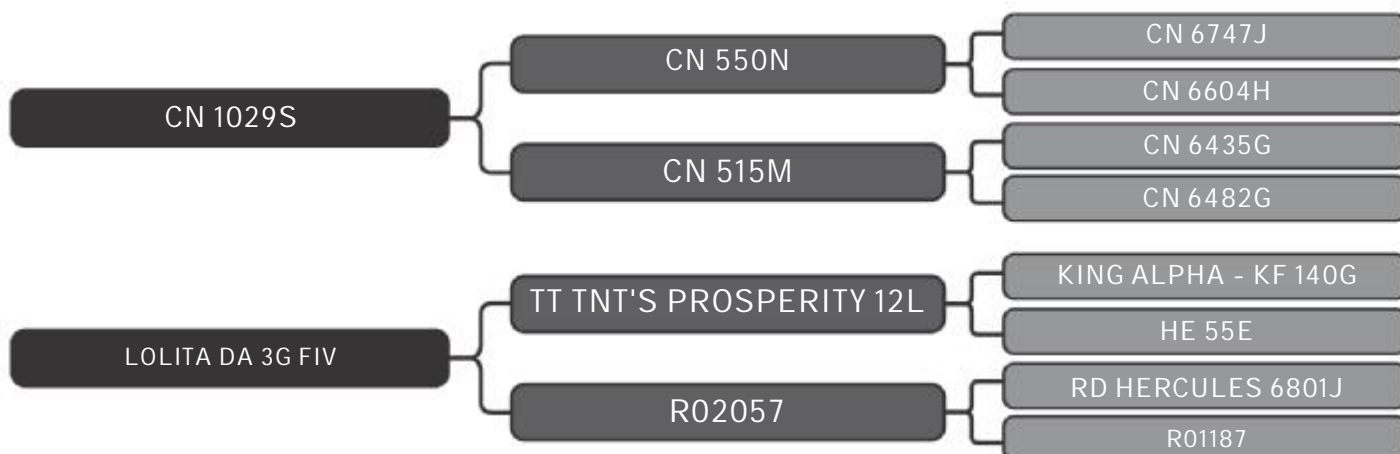 CN 6747J
CN 550N
CN 6604H
CN 1029S
CN 6435G
CN 515M
CN 6482G
KING ALPHA - KF 140G
TT TNT'S PROSPERITY 12L
HE 55E
LOLITA DA 3G FIV
RD HERCULES 6801J
R02057
R01187